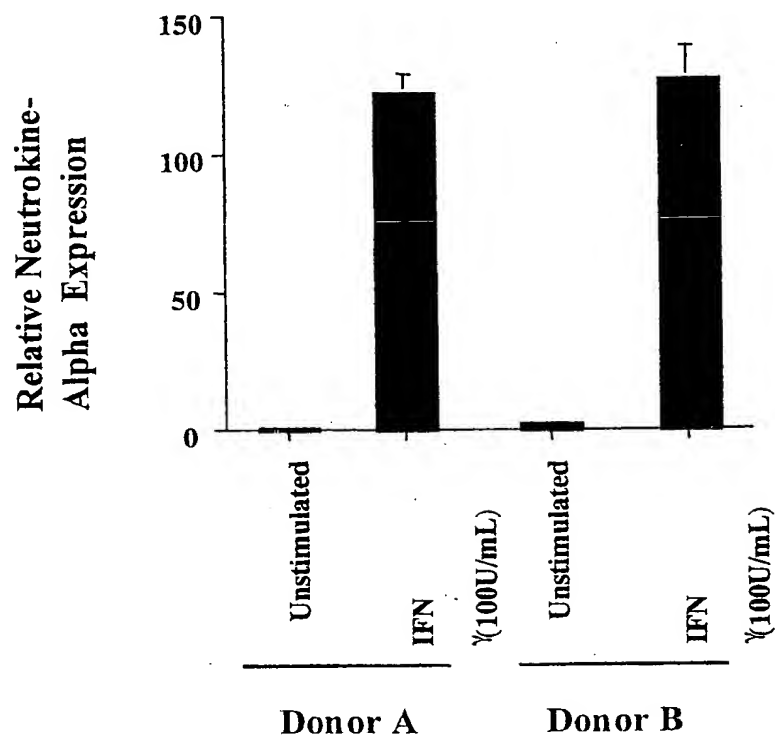 Relative Neutrokine-
Alpha Expression
150
100
50
0
Unstimulated
IFN
γ(100U/mL)
Unstimulated
IFN
γ(100U/mL)
Donor A
Donor B